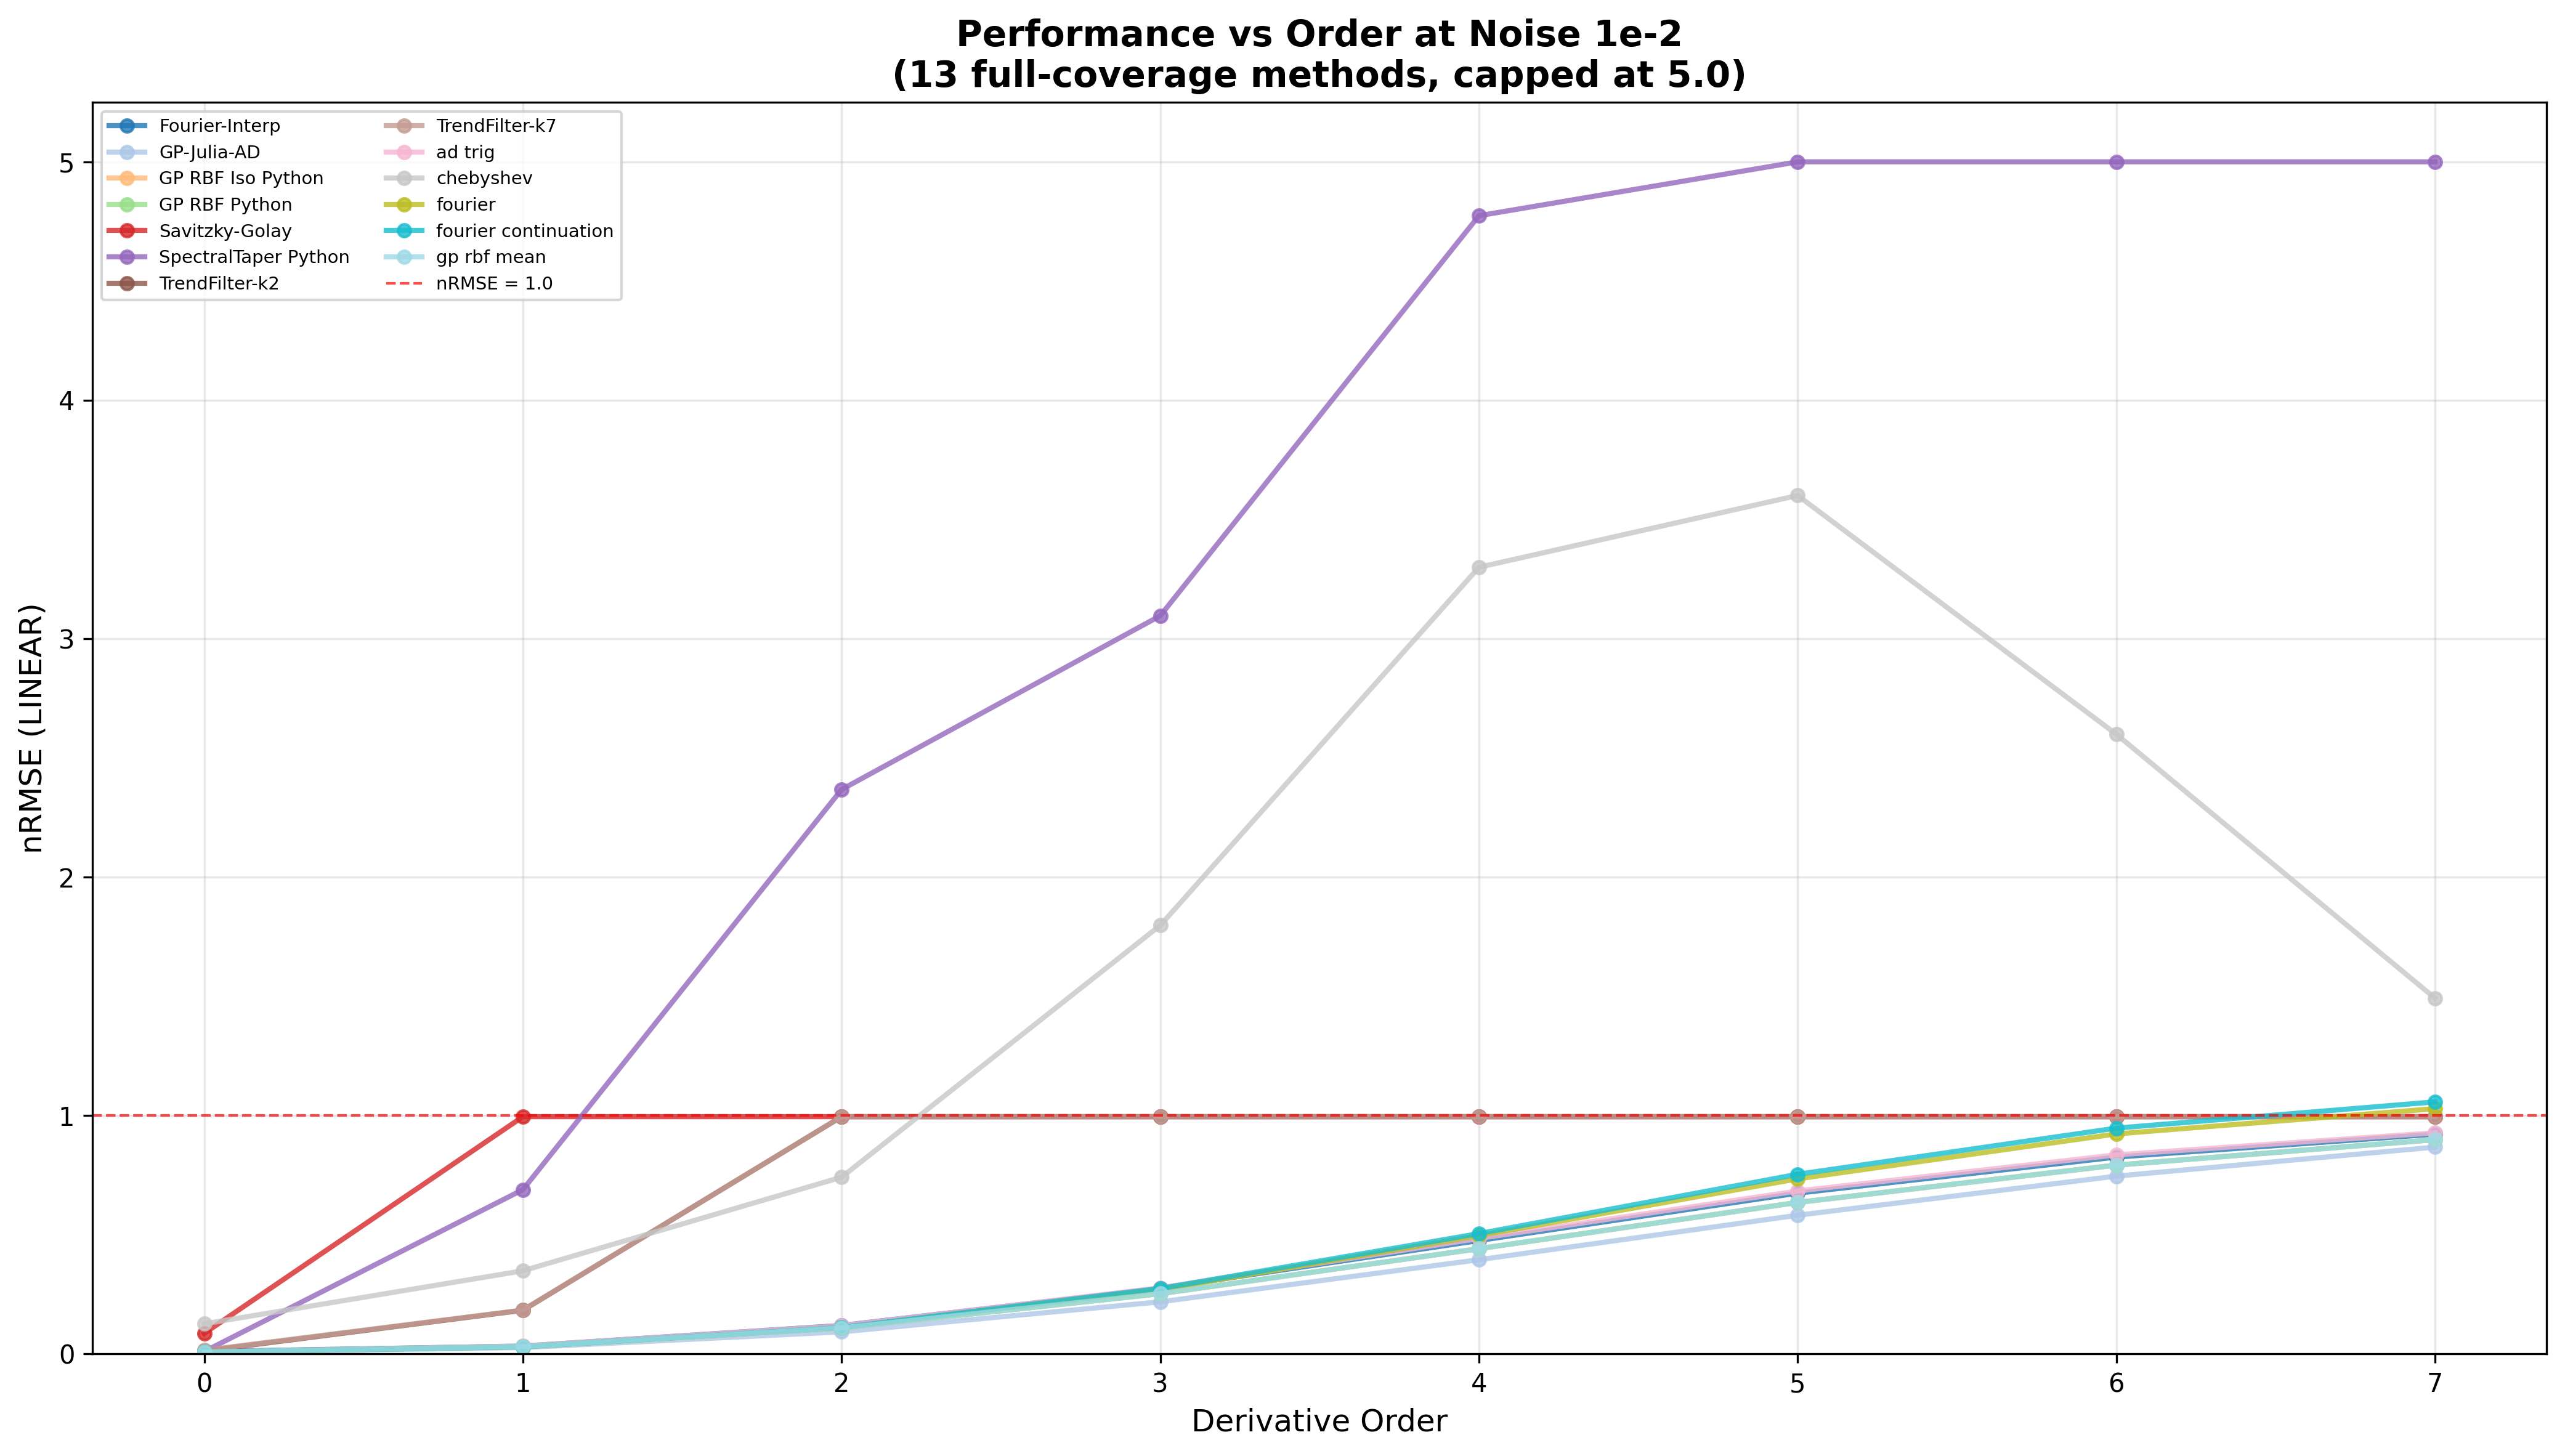 Performance vs Order at Noise 1e-2
(13 full-coverage methods, capped at 5.0)
Fourier-Interp
GP-Julia-AD
GP RBF Iso Python
GP RBF Python
Savitzky-Golay
SpectralTaper Python
TrendFilter-k2
TrendFilter-k7
ad trig
chebyshev
fourier
fourier continuation
gp rbf mean
nRMSE = 1.0
nRMSE (LINEAR)
5
4
3
2
1
0
0 1 2 3 4 5 6 7
Derivative Order